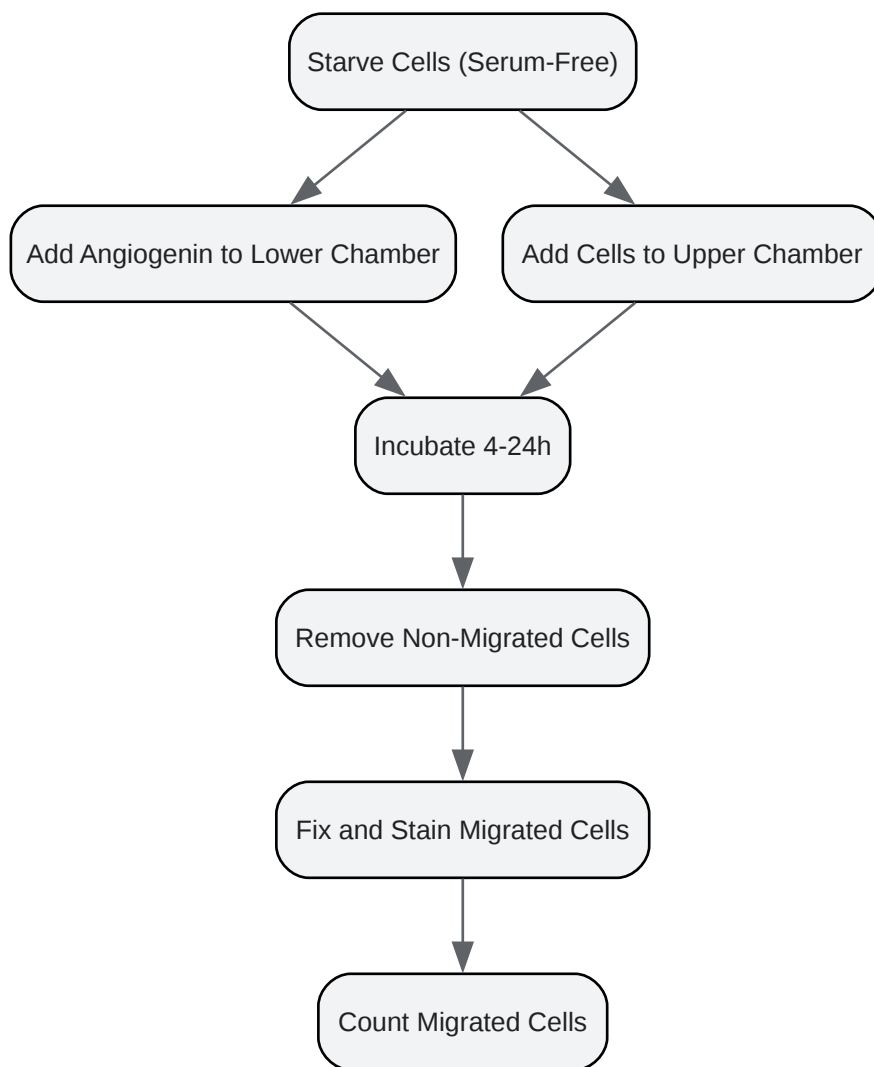 Starve Cells (Serum-Free)
Add Angiogenin to Lower Chamber
Add Cells to Upper Chamber
Incubate 4-24h
Remove Non-Migrated Cells
Fix and Stain Migrated Cells
Count Migrated Cells